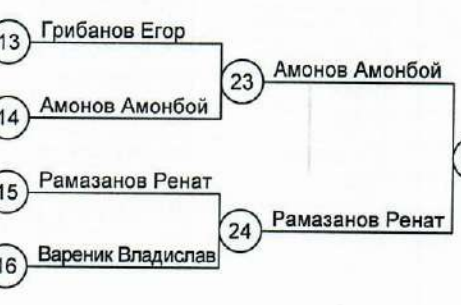 13 Грибанов Егор
23 Амонов Амонбой
14 Амонов Амонбой
15 Рамазанов Ренат
24 Рамазанов Ренат
16 Вареник Владислав